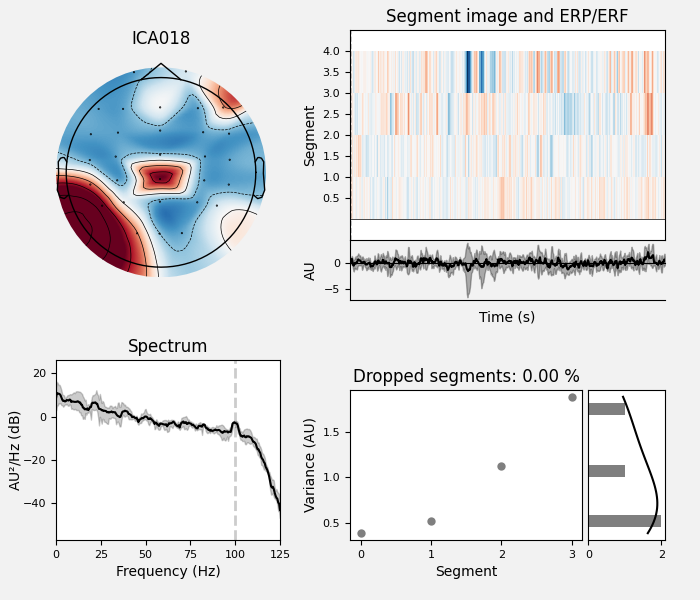 ICA018
Segment image and ERP/ERF
Segment
4.0
3.5
3.0
2.5
2.0
1.5
1.0
0.5
AU
0
−5
Time (s)
Spectrum
AU²/Hz (dB)
20
0
−20
−40
0 25 50 75 100 125
Frequency (Hz)
Dropped segments: 0.00 %
Variance (AU)
1.5
1.0
0.5
0 1 2 3
Segment
0 2